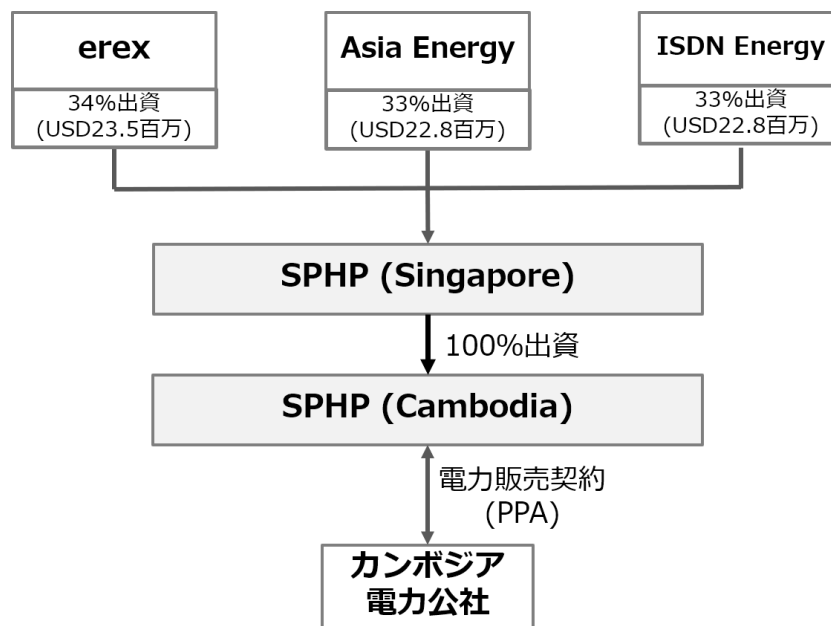 erex
34%出資
(USD23.5百万)
Asia Energy
33%出資
(USD22.8百万)
ISDN Energy
33%出資
(USD22.8百万)
SPHP (Singapore)
100%出資
SPHP (Cambodia)
電力販売契約
(PPA)
カンボジア
電力公社